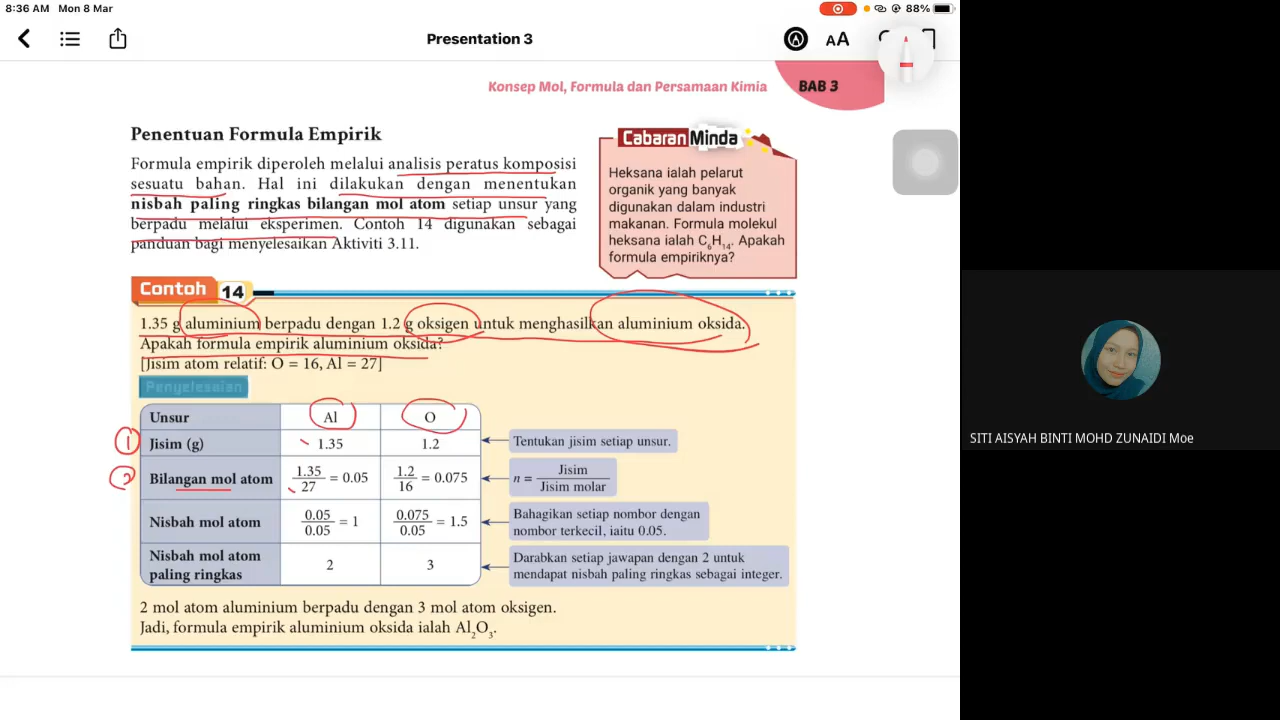 8:36 AM Mon 8 Mar
88%
Presentation 3
AA
Konsep Mol, Formula dan Persamaan Kimia
BAB 3
Penentuan Formula Empirik
Formula empirik diperoleh melalui analisis peratus komposisi
sesuatu bahan. Hal ini dilakukan dengan menentukan
nisbah paling ringkas bilangan mol atom setiap unsur yang
berpadu melalui eksperimen. Contoh 14 digunakan sebagai
panduan bagi menyelesaikan Aktiviti 3.11.
Cabaran Minda
Heksana ialah pelarut
organik yang banyak
digunakan dalam industri
makanan. Formula molekul
heksana ialah C₆H₁₄. Apakah
formula empiriknya?
Contoh 14
1.35 g aluminium berpadu dengan 1.2 g oksigen untuk menghasilkan aluminium oksida.
Apakah formula empirik aluminium oksida?
[Jisim atom relatif: O = 16, Al = 27]
Penyelesaian
Unsur Al O
1 Jisim (g) 1.35 1.2 Tentukan jisim setiap unsur.
2 Bilangan mol atom 1.35/27 = 0.05 1.2/16 = 0.075 n = Jisim/Jisim molar
Nisbah mol atom 0.05/0.05 = 1 0.075/0.05 = 1.5 Bahagikan setiap nombor dengan
nombor terkecil, iaitu 0.05.
Nisbah mol atom
paling ringkas 2 3 Darabkan setiap jawapan dengan 2 untuk
mendapat nisbah paling ringkas sebagai integer.
2 mol atom aluminium berpadu dengan 3 mol atom oksigen.
Jadi, formula empirik aluminium oksida ialah Al₂O₃.
SITI AISYAH BINTI MOHD ZUNAIDI Moe